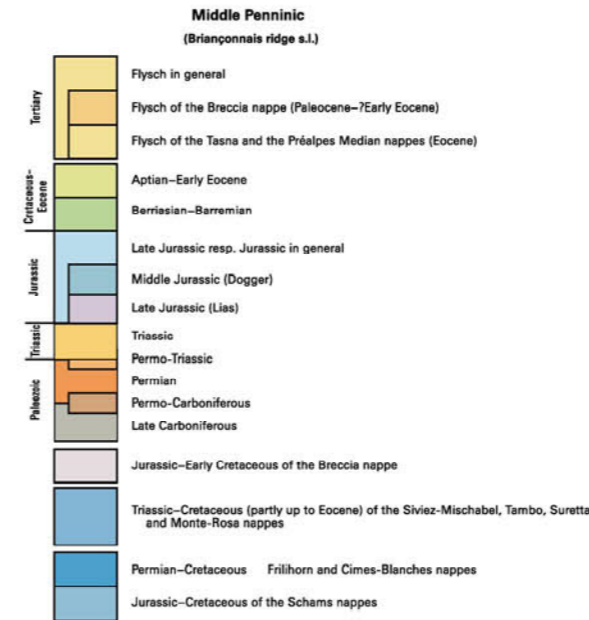 Middle Penninic
(Briançonnais ridge s.l.)
Tertiary
Flysch in general
Flysch of the Breccia nappe (Paleocene–?Early Eocene)
Flysch of the Tasna and the Préalpes Median nappes (Eocene)
Cretaceous–
Eocene
Aptian–Early Eocene
Berriasian–Barremian
Jurassic
Late Jurassic resp. Jurassic in general
Middle Jurassic (Dogger)
Late Jurassic (Lias)
Triassic
Triassic
Permo-Triassic
Paleozoic
Permian
Permo-Carboniferous
Late Carboniferous
Jurassic–Early Cretaceous of the Breccia nappe
Triassic–Cretaceous (partly up to Eocene) of the Siviez-Mischabel, Tambo, Suretta
and Monte-Rosa nappes
Permian–Cretaceous Frilihorn and Cimes-Blanches nappes
Jurassic–Cretaceous of the Schams nappes